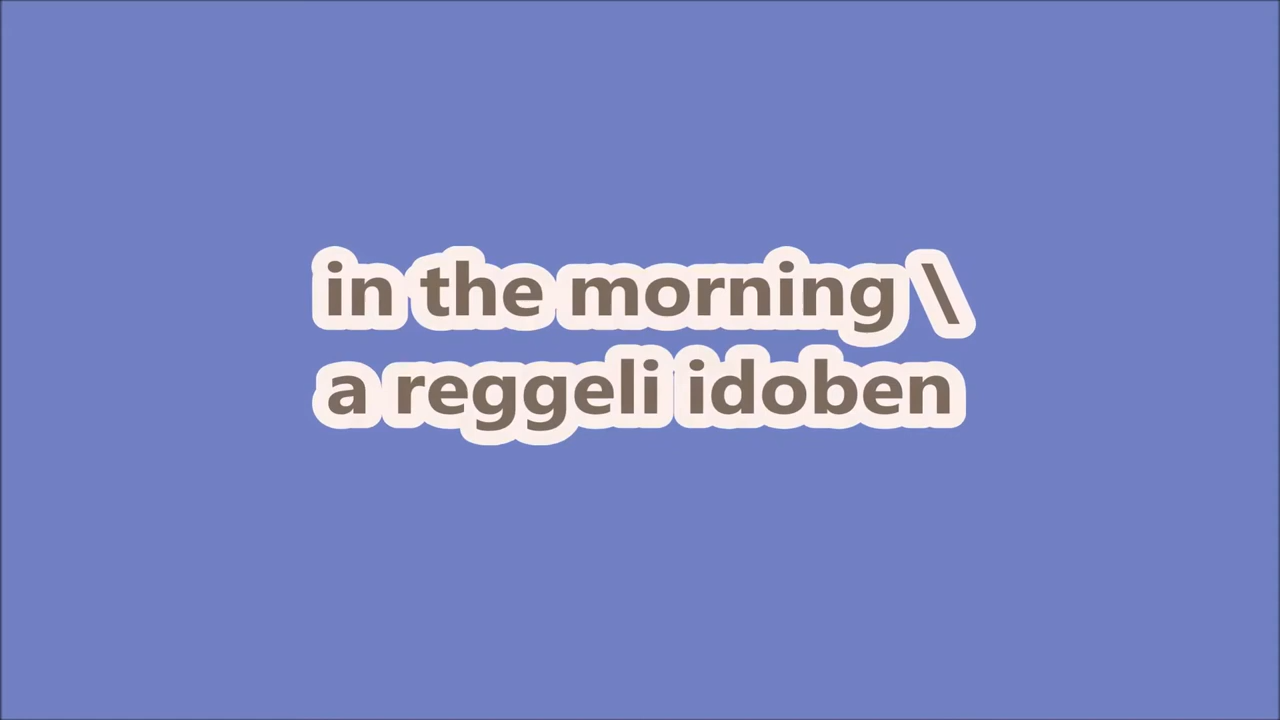 in the morning \
a reggeli idoben